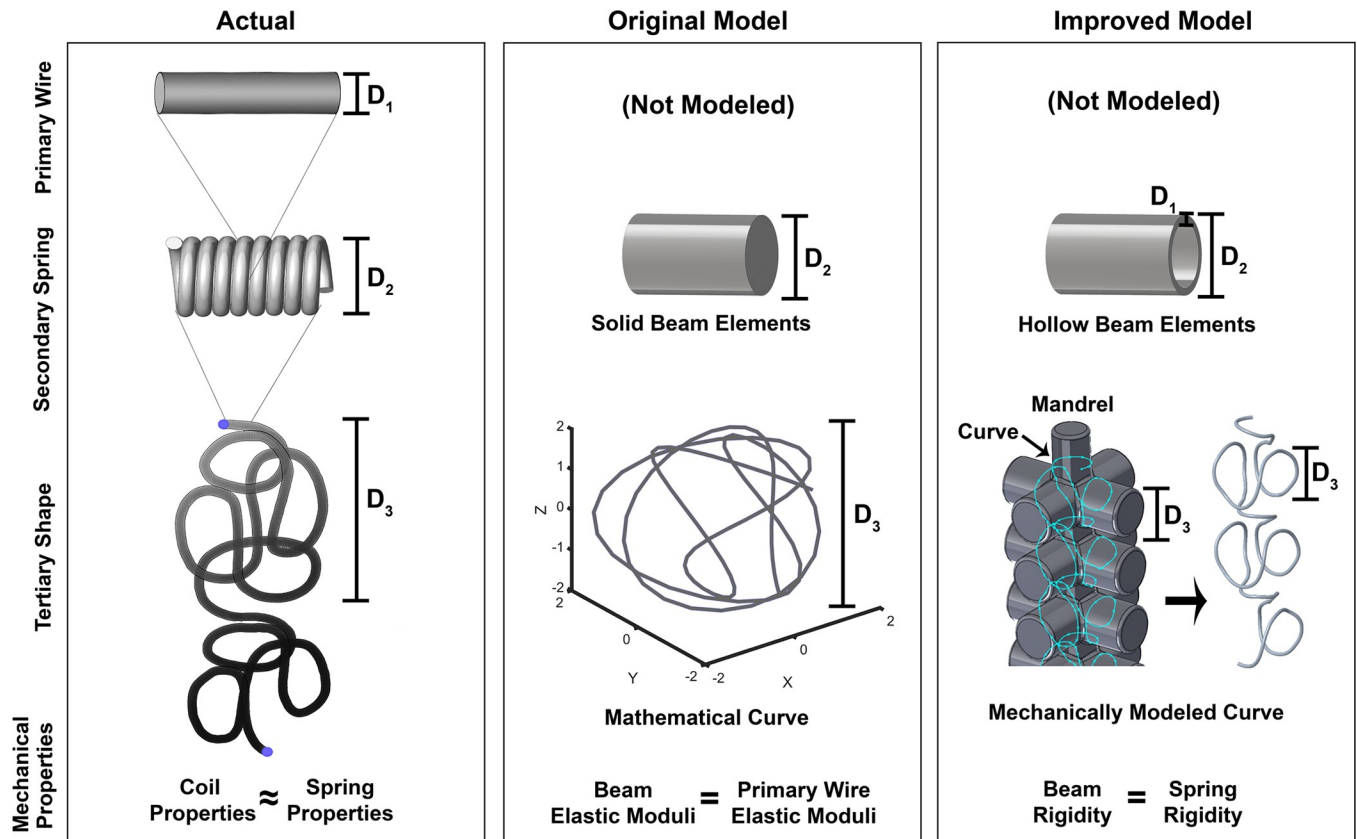 Actual
Original Model
Improved Model
Primary Wire
D₁
(Not Modeled)
(Not Modeled)
Secondary Spring
D₂
D₂
Solid Beam Elements
D₁
D₂
Hollow Beam Elements
Tertiary Shape
D₃
2
1
0
-1
-2
Z
2
0
-2
Y
-2
0
2
X
D₃
Mathematical Curve
Mandrel
Curve
D₃
D₃
Mechanically Modeled Curve
Mechanical
Properties
Coil
Properties
≈
Spring
Properties
Beam
Elastic Moduli
=
Primary Wire
Elastic Moduli
Beam
Rigidity
=
Spring
Rigidity